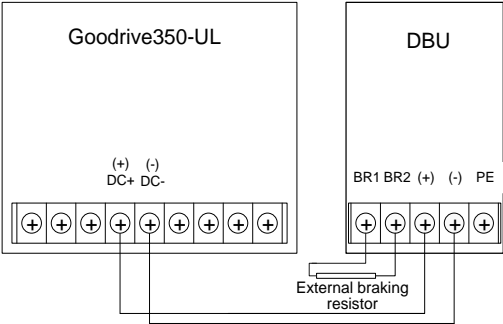 Goodrive350-UL
DBU
(+) (-)
DC+ DC-
BR1 BR2 (+) (-) PE
External braking
resistor